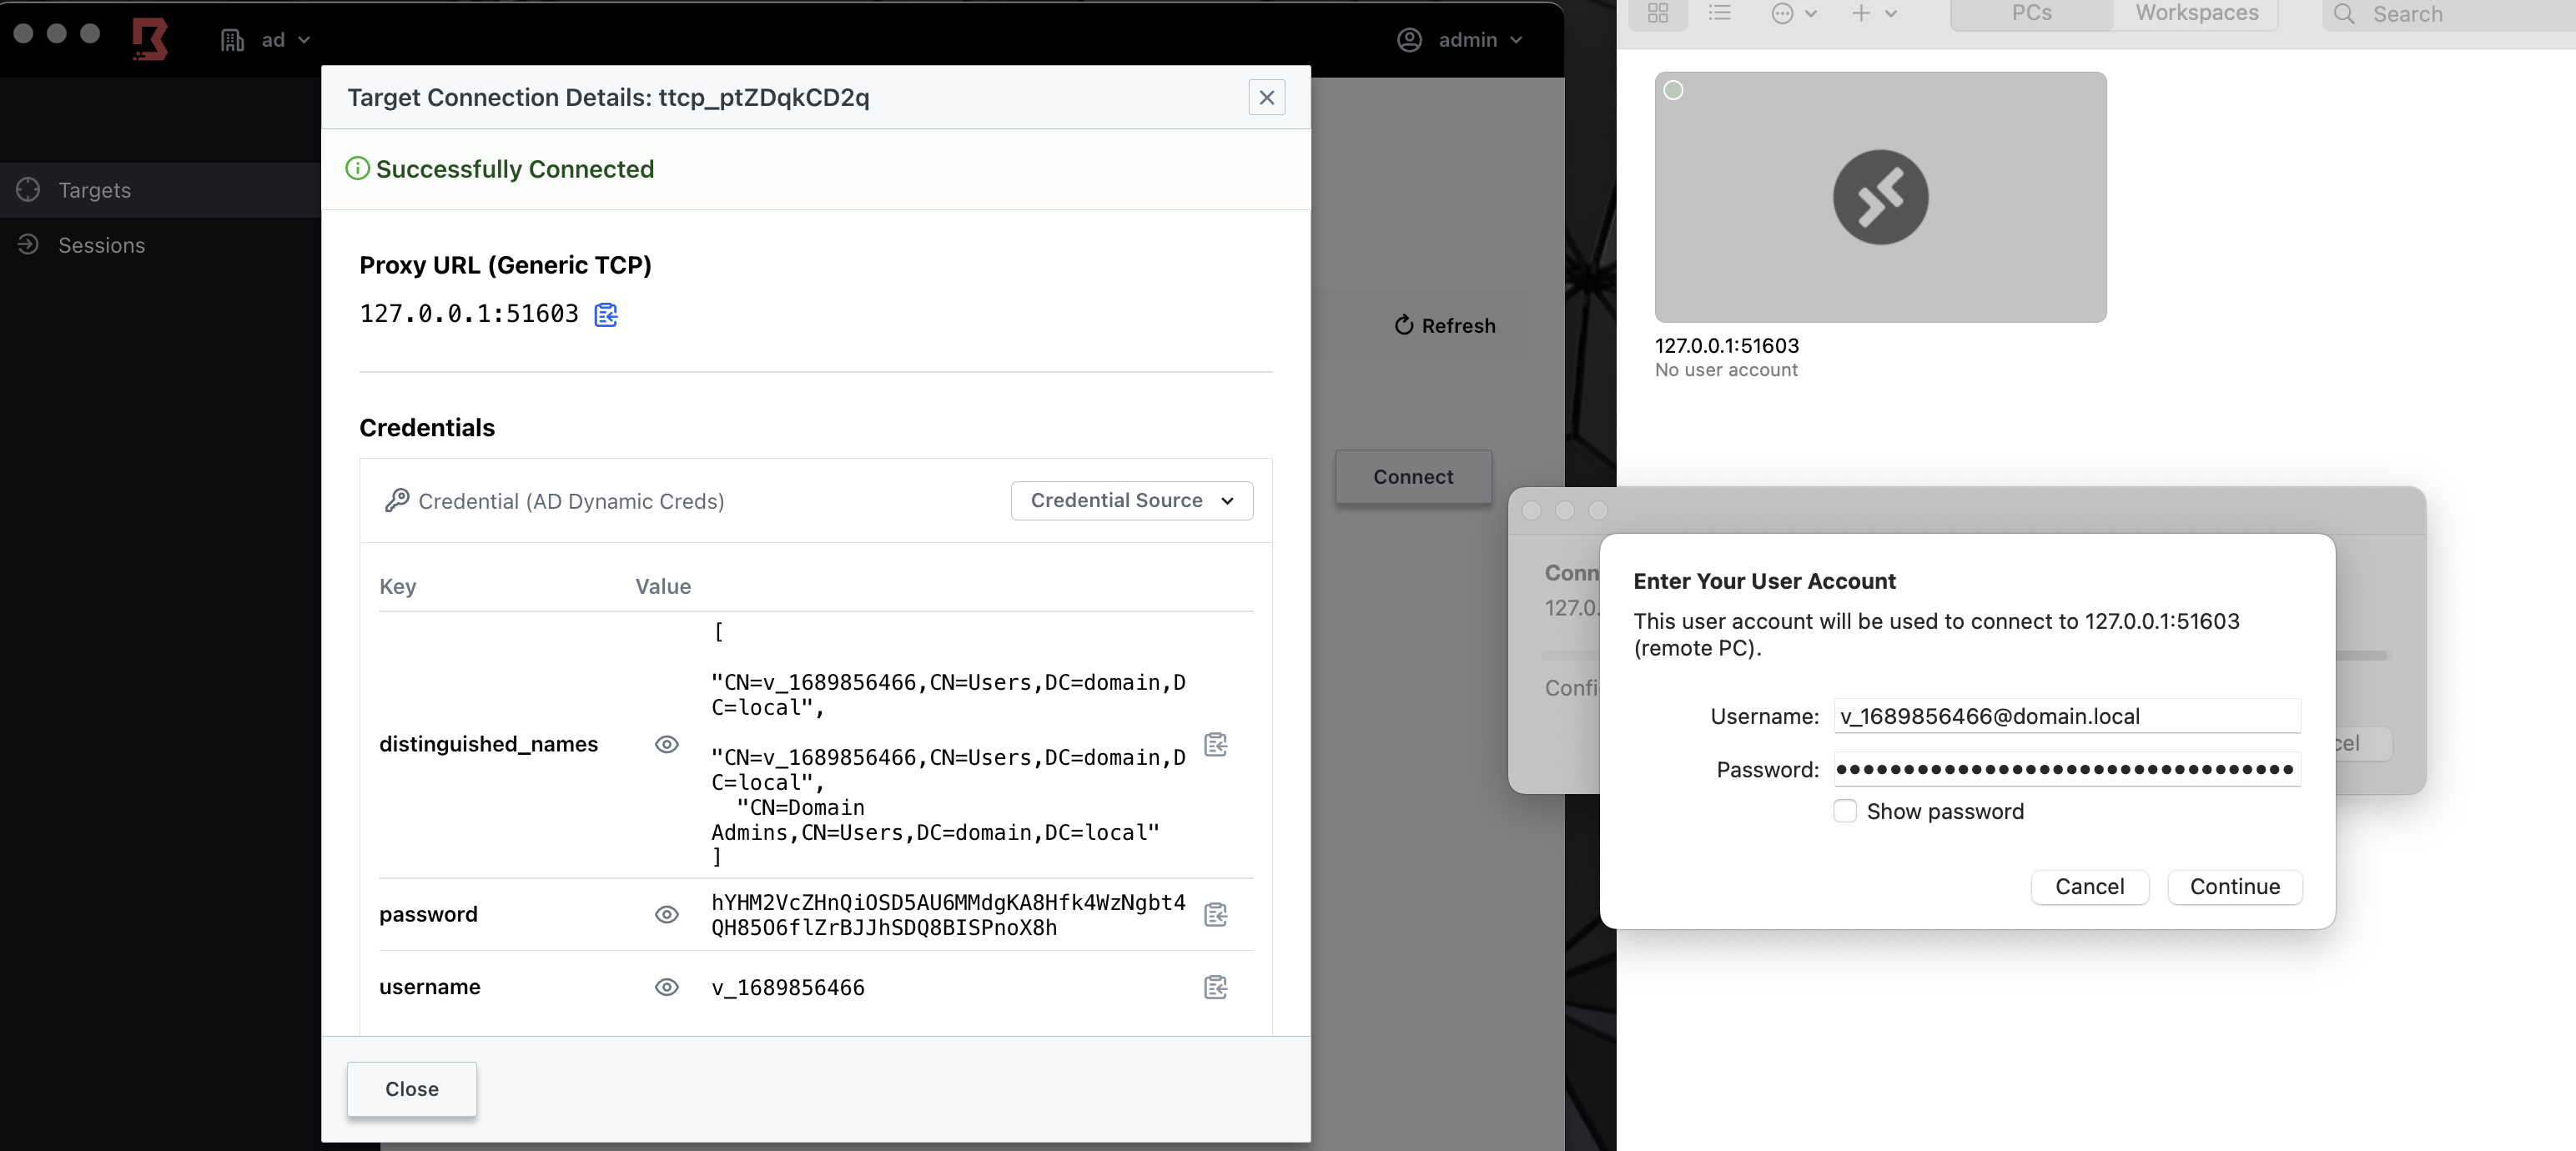 ad
admin
Targets
Sessions
Target Connection Details: ttcp_ptZDqkCD2q
Successfully Connected
Proxy URL (Generic TCP)
127.0.0.1:51603
Credentials
Credential (AD Dynamic Creds)
Credential Source
Key
Value
distinguished_names
[
"CN=v_1689856466,CN=Users,DC=domain,D
C=local",
"CN=v_1689856466,CN=Users,DC=domain,D
C=local",
"CN=Domain
Admins,CN=Users,DC=domain,DC=local"
]
password
hYHM2VcZHnQiOSD5AU6MMdgKA8Hfk4WzNgbt4
QH85O6flZrBJJhSDQ8BISPnoX8h
username
v_1689856466
Close
Refresh
Connect
PCs
Workspaces
Search
127.0.0.1:51603
No user account
Conn
127.0.
Confi
cel
Enter Your User Account
This user account will be used to connect to 127.0.0.1:51603
(remote PC).
Username:
v_1689856466@domain.local
Password:
••••••••••••••••••••••••••••••••••
Show password
Cancel
Continue